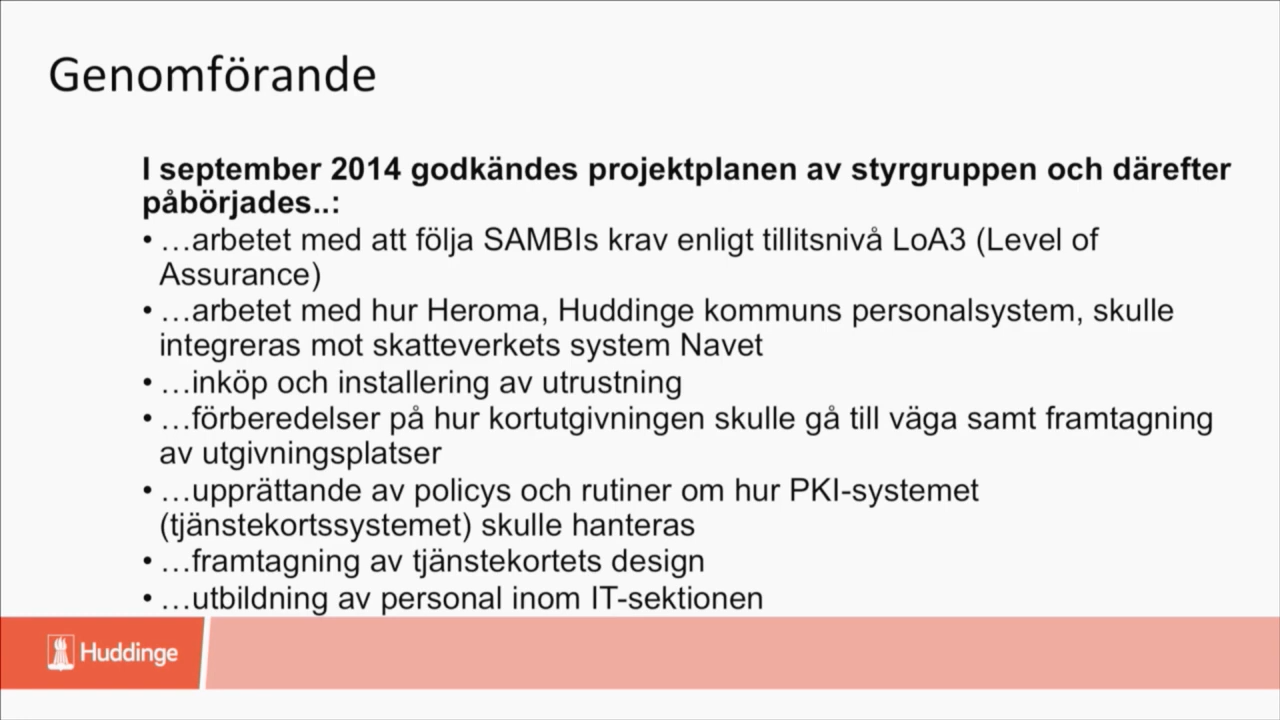 Genomförande
I september 2014 godkändes projektplanen av styrgruppen och därefter
påbörjades..:
• …arbetet med att följa SAMBIs krav enligt tillitsnivå LoA3 (Level of
Assurance)
• …arbetet med hur Heroma, Huddinge kommuns personalsystem, skulle
integreras mot skatteverkets system Navet
• …inköp och installering av utrustning
• …förberedelser på hur kortutgivningen skulle gå till väga samt framtagning
av utgivningsplatser
• …upprättande av policys och rutiner om hur PKI-systemet
(tjänstekortssystemet) skulle hanteras
• …framtagning av tjänstekortets design
• …utbildning av personal inom IT-sektionen
Huddinge